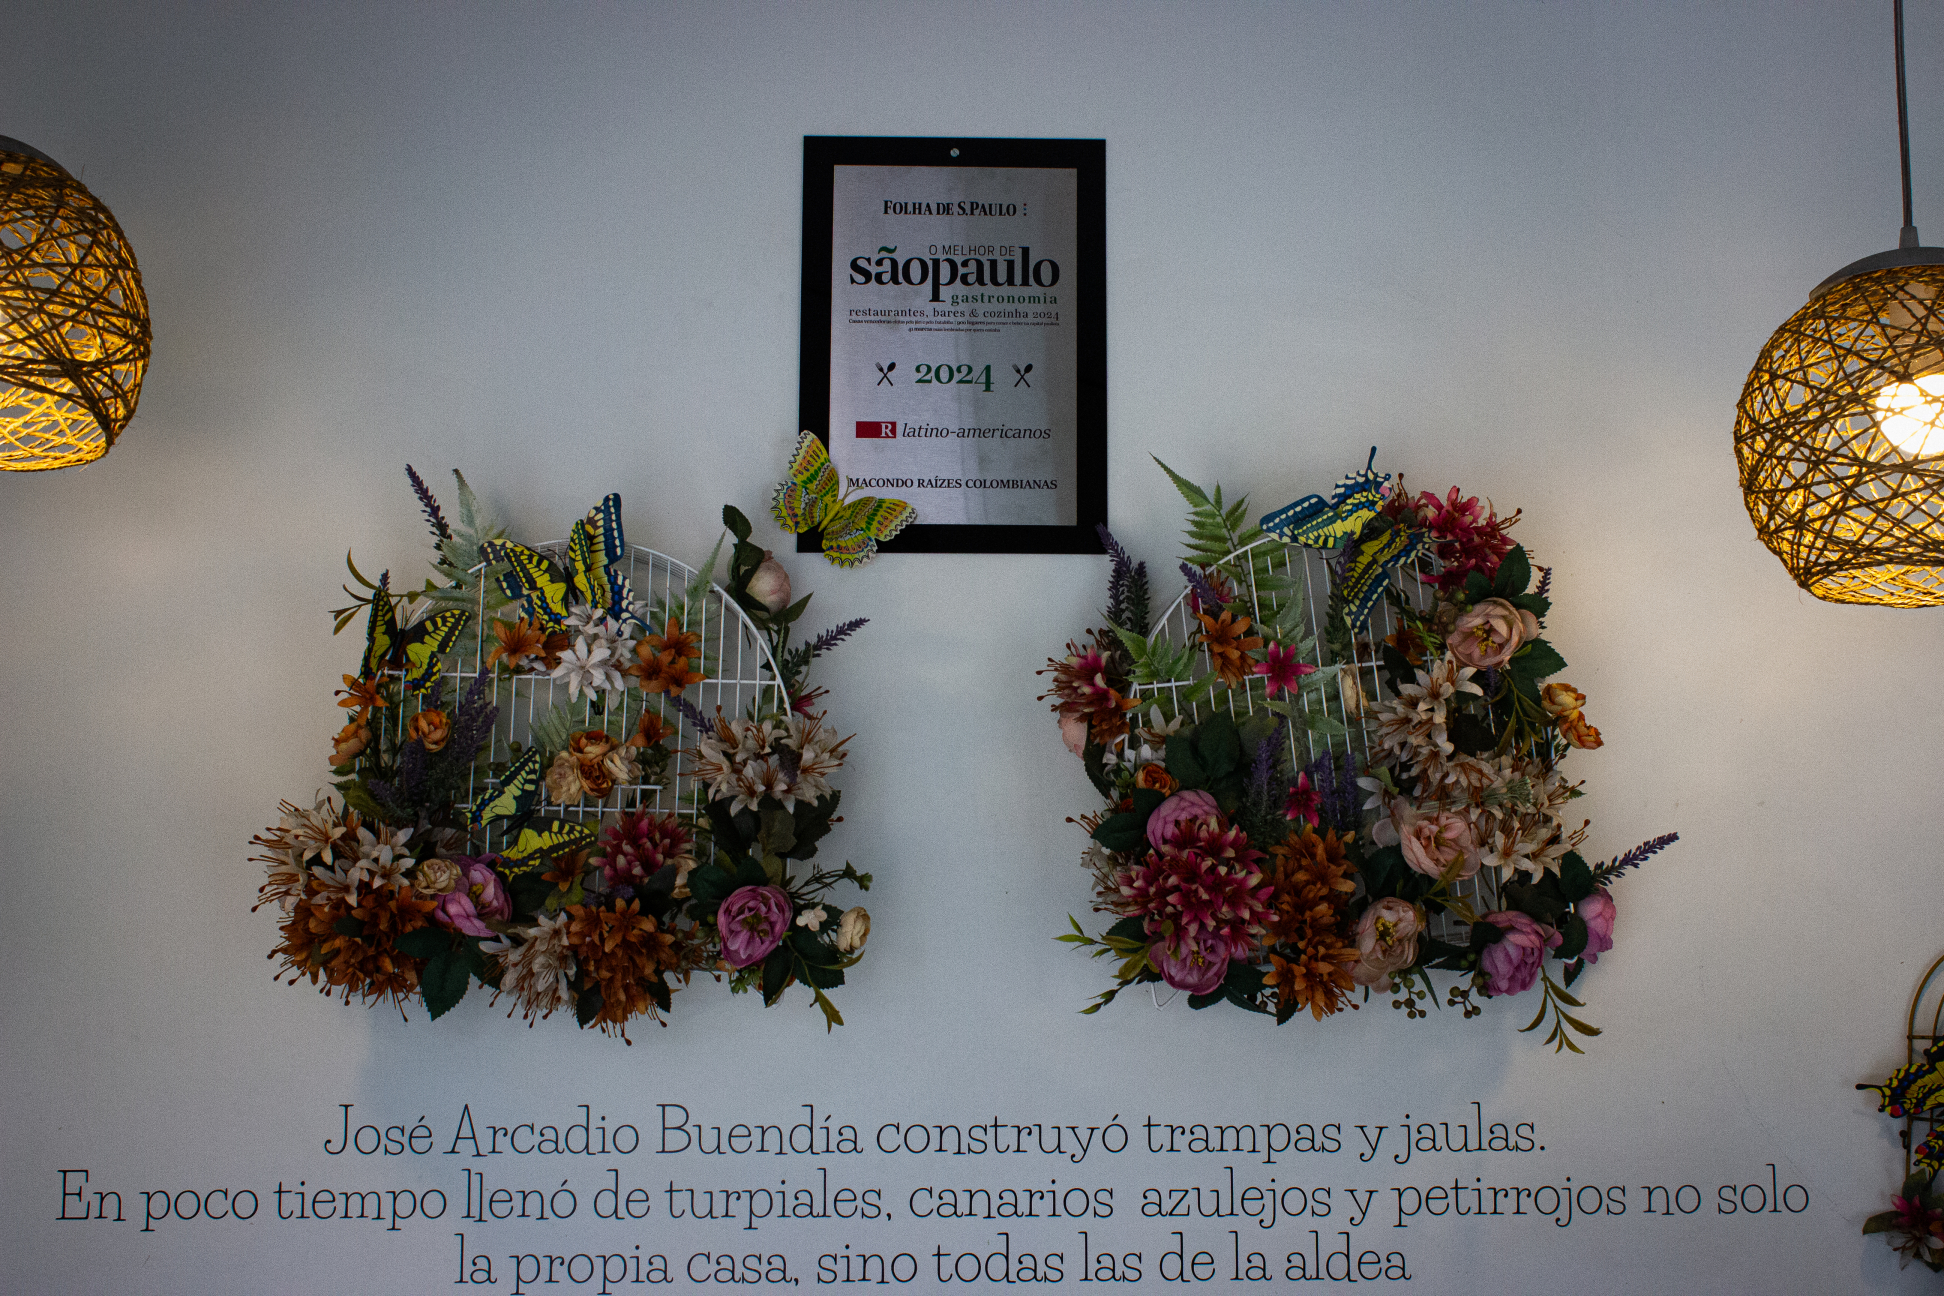 FOLHA DE S.PAULO
O MELHOR DE
sãopaulo
gastronomia
restaurantes, bares & cozinha 2024
2024
R latino-americanos
MACONDO RAÍZES COLOMBIANAS
José Arcadio Buendía construyó trampas y jaulas.
En poco tiempo llenó de turpiales, canarios azulejos y petirrojos no solo
la propia casa, sino todas las de la aldea